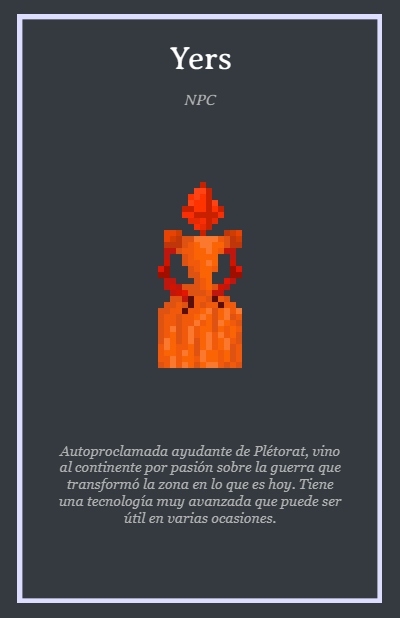 Yers
NPC
Autoproclamada ayudante de Plétorat, vino
al continente por pasión sobre la guerra que
transformó la zona en lo que es hoy. Tiene
una tecnología muy avanzada que puede ser
útil en varias ocasiones.